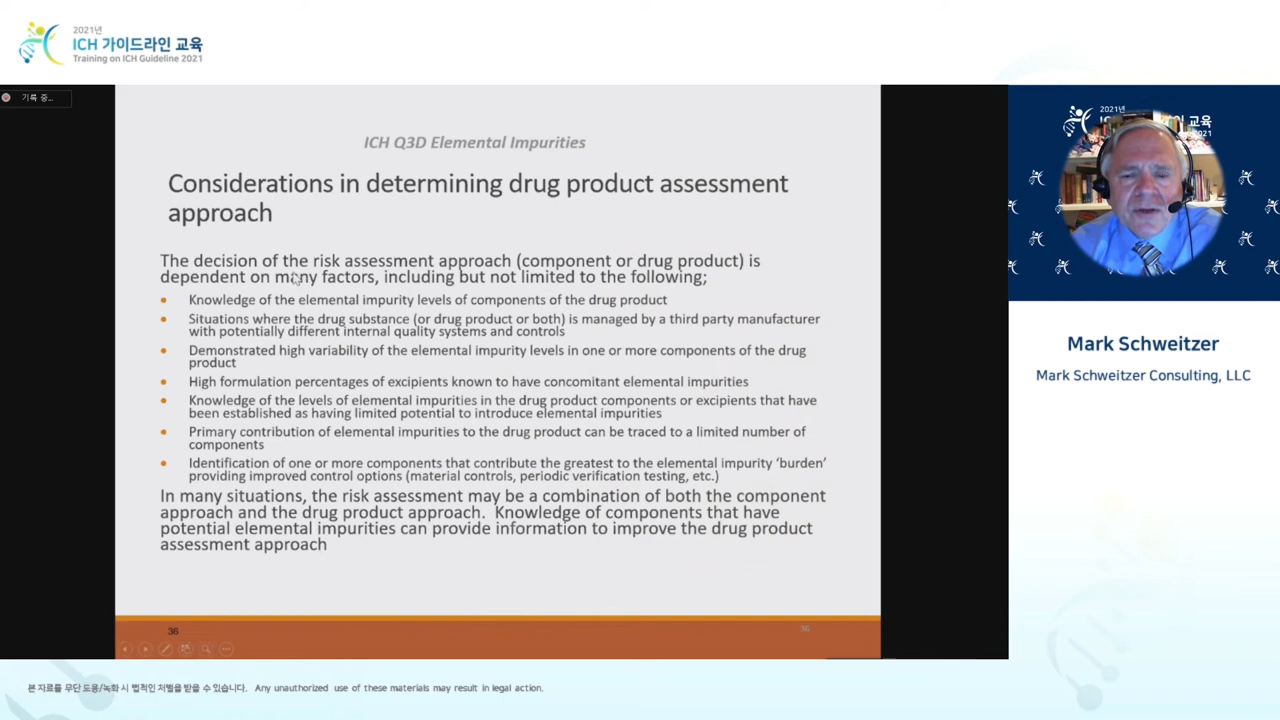 2021년
ICH 가이드라인 교육
Training on ICH Guideline 2021
기록 중...
ICH Q3D Elemental Impurities
Considerations in determining drug product assessment
approach
The decision of the risk assessment approach (component or drug product) is
dependent on many factors, including but not limited to the following;
Knowledge of the elemental impurity levels of components of the drug product
Situations where the drug substance (or drug product or both) is managed by a third party manufacturer
with potentially different internal quality systems and controls
Demonstrated high variability of the elemental impurity levels in one or more components of the drug
product
High formulation percentages of excipients known to have concomitant elemental impurities
Knowledge of the levels of elemental impurities in the drug product components or excipients that have
been established as having limited potential to introduce elemental impurities
Primary contribution of elemental impurities to the drug product can be traced to a limited number of
components
Identification of one or more components that contribute the greatest to the elemental impurity ‘burden’
providing improved control options (material controls, periodic verification testing, etc.)
In many situations, the risk assessment may be a combination of both the component
approach and the drug product approach. Knowledge of components that have
potential elemental impurities can provide information to improve the drug product
assessment approach
36
36
2021년
교육
2021
Mark Schweitzer
Mark Schweitzer Consulting, LLC
본 자료를 무단 도용/녹화 시 법적인 처벌을 받을 수 있습니다. Any unauthorized use of these materials may result in legal action.